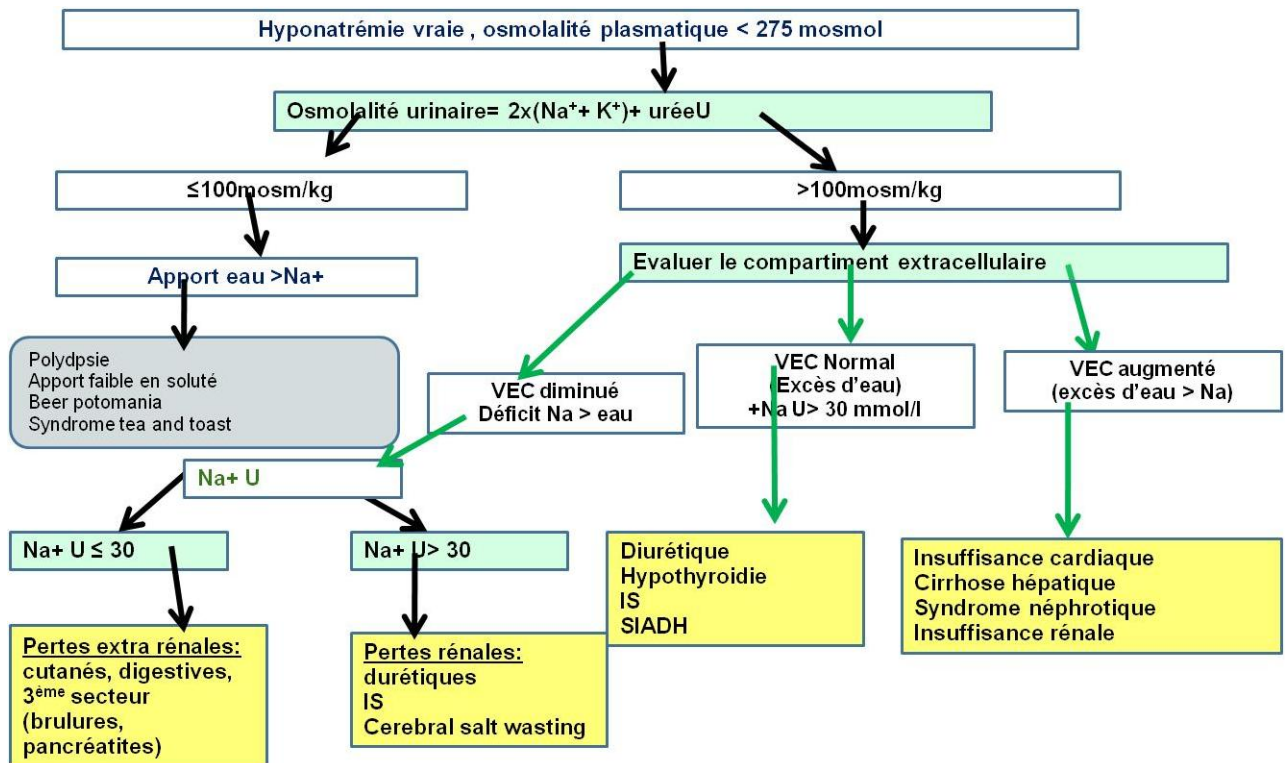 Hyponatrémie vraie , osmolalité plasmatique < 275 mosmol
Osmolalité urinaire= 2x(Na⁺+ K⁺)+ uréeU
≤100mosm/kg
>100mosm/kg
Apport eau >Na+
Evaluer le compartiment extracellulaire
Polydpsie
Apport faible en soluté
Beer potomania
Syndrome tea and toast
VEC diminué
Déficit Na > eau
VEC Normal
(Excès d'eau)
+Na U> 30 mmol/l
VEC augmenté
(excès d'eau > Na)
Na+ U
Na+ U ≤ 30
Na+ U> 30
Pertes extra rénales:
cutanés, digestives,
3ème secteur
(brulures,
pancréatites)
Pertes rénales:
durétiques
IS
Cerebral salt wasting
Diurétique
Hypothyroidie
IS
SIADH
Insuffisance cardiaque
Cirrhose hépatique
Syndrome néphrotique
Insuffisance rénale